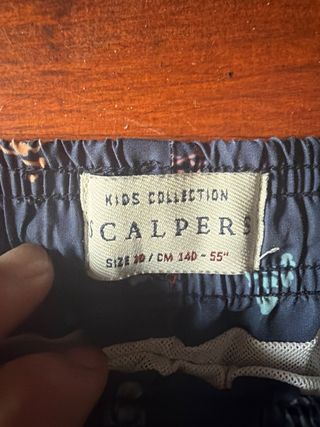 KIDS COLLECTION
SCALPERS
SIZE 10 / CM 140 - 55"